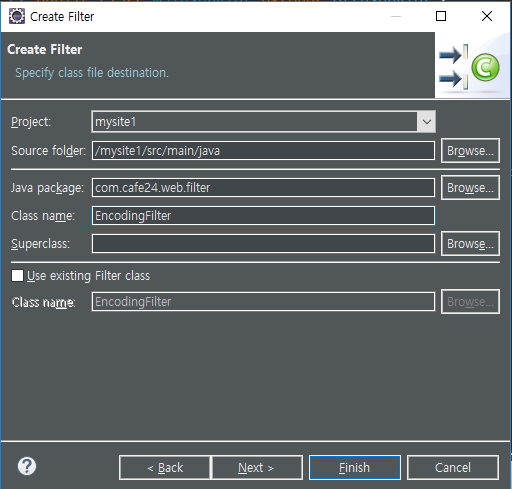 Create Filter
Create Filter
Specify class file destination.
Project: mysite1
Source folder: /mysite1/src/main/java Browse...
Java package: com.cafe24.web.filter Browse...
Class name: EncodingFilter
Superclass: Browse...
Use existing Filter class
Class name: EncodingFilter Browse...
? < Back Next > Finish Cancel